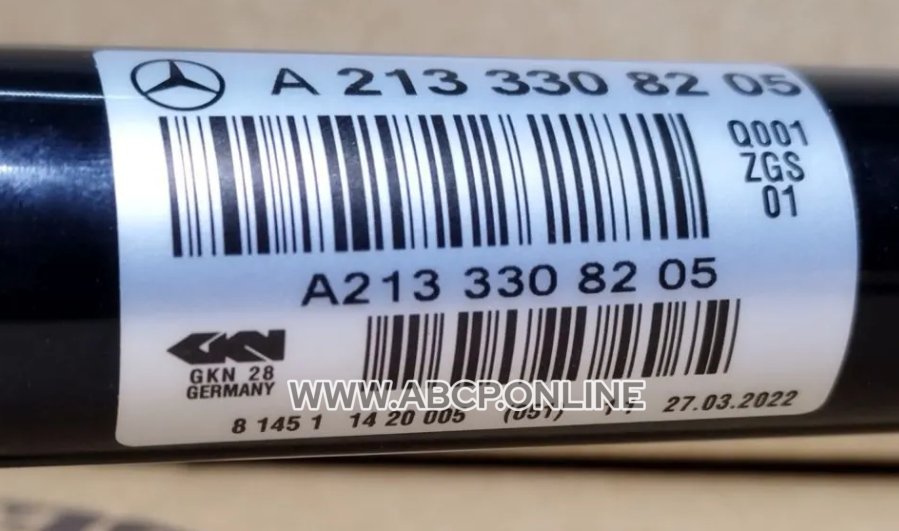 A 213 330 82 05
Q001
ZGS
01
A213 330 82 05
GKN
GKN 28
GERMANY
WWW.ABCP.ONLINE
8 145 1 14 20 005 27.03.2022